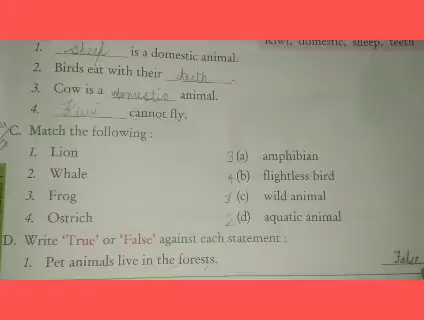 Kiwi, domestic, sheep, teeth
1. Sheep is a domestic animal.
2. Birds eat with their teeth.
3. Cow is a domestic animal.
4. Kiwi cannot fly.
C. Match the following :
1. Lion 3 (a) amphibian
2. Whale 4 (b) flightless bird
3. Frog 1 (c) wild animal
4. Ostrich 2 (d) aquatic animal
D. Write ‘True’ or ‘False’ against each statement :
1. Pet animals live in the forests. False